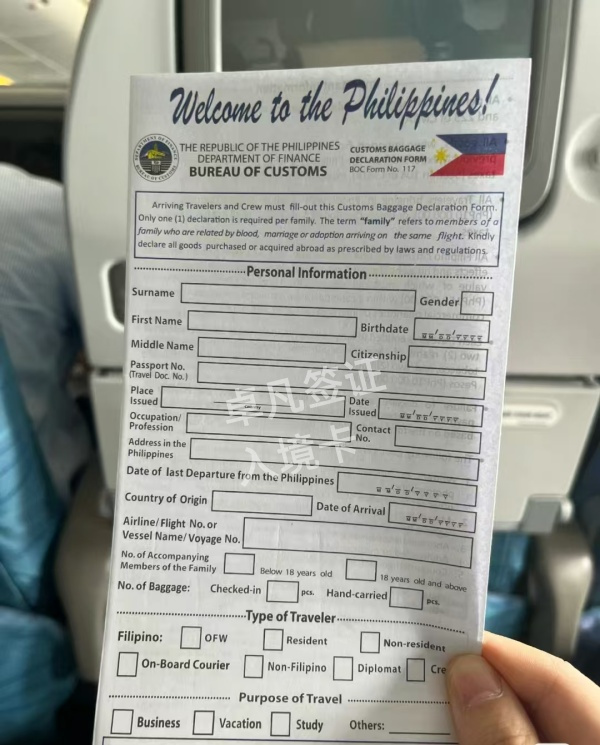 Welcome to the Philippines!
THE REPUBLIC OF THE PHILIPPINES
DEPARTMENT OF FINANCE
BUREAU OF CUSTOMS
CUSTOMS BAGGAGE
DECLARATION FORM
BOC Form No. 117
Arriving Travelers and Crew must fill-out this Customs Baggage Declaration Form.
Only one (1) declaration is required per family. The term "family" refers to members of a
family who are related by blood, marriage or adoption arriving on the same flight. Kindly
declare all goods purchased or acquired abroad as prescribed by laws and regulations.
Personal Information
Surname Gender
First Name Birthdate
Middle Name Citizenship
Passport No.
(Travel Doc. No.)
Place
Issued
Date
Issued
Occupation/
Profession
Contact
No.
Address in the
Philippines
卓凡签证
入境卡
Date of last Departure from the Philippines
Country of Origin Date of Arrival
Airline/Flight No. or
Vessel Name/Voyage No.
No. of Accompanying
Members of the Family
Below 18 years old 18 years old and above
No. of Baggage: Checked-in pcs. Hand-carried pcs.
Type of Traveler
Filipino: OFW Resident Non-resident
On-Board Courier Non-Filipino Diplomat Cre
Purpose of Travel
Business Vacation Study Others: